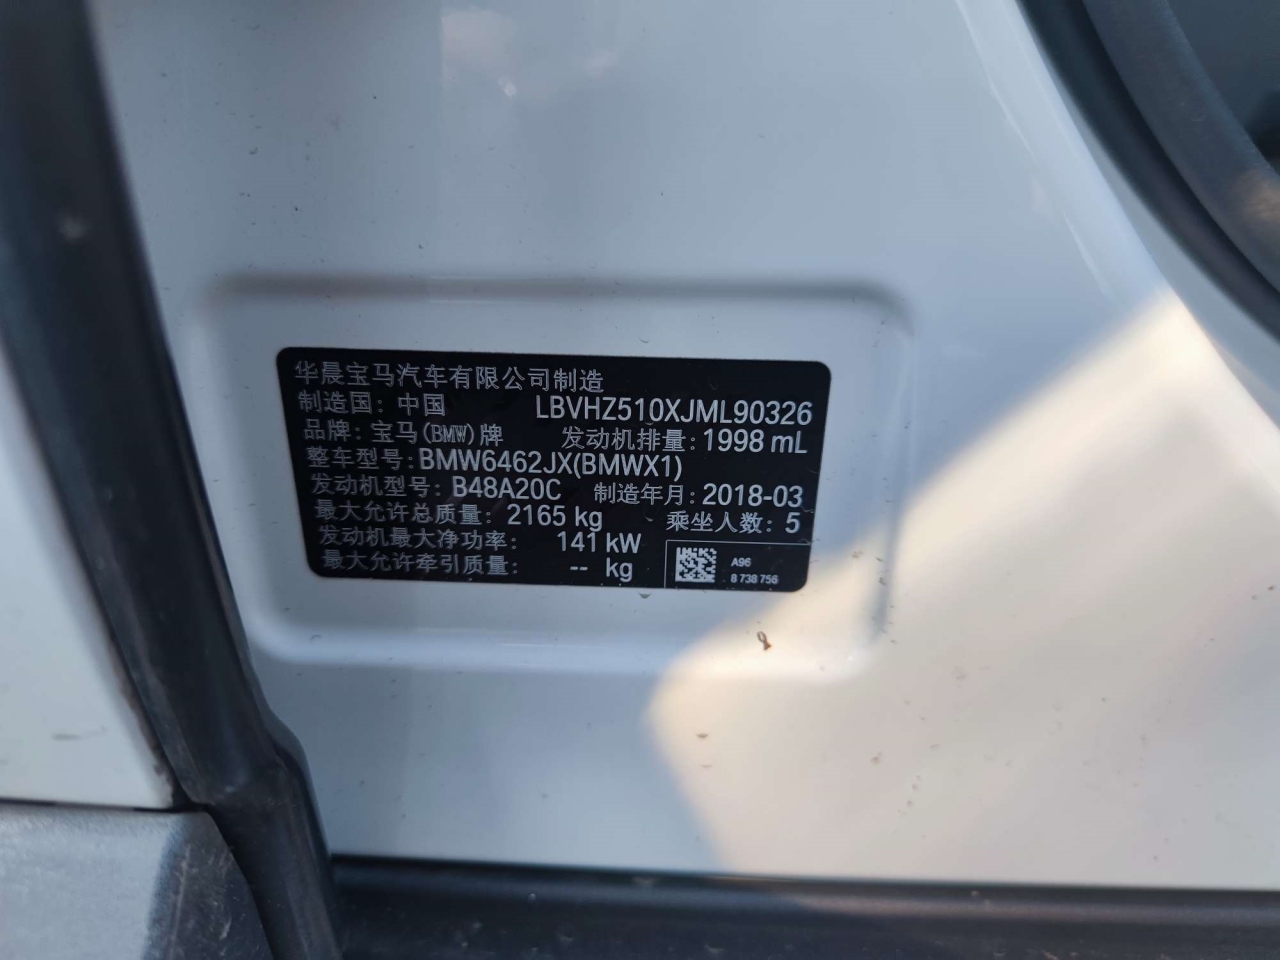 华晨宝马汽车有限公司制造
制造国: 中国 LBVHZ510XJML90326
品牌: 宝马(BMW)牌 发动机排量: 1998 mL
整车型号: BMW6462JX(BMWX1)
发动机型号: B48A20C 制造年月: 2018-03
最大允许总质量: 2165 kg 乘坐人数: 5
发动机最大净功率: 141 kW
最大允许牵引质量: -- kg
A96
8 738 756